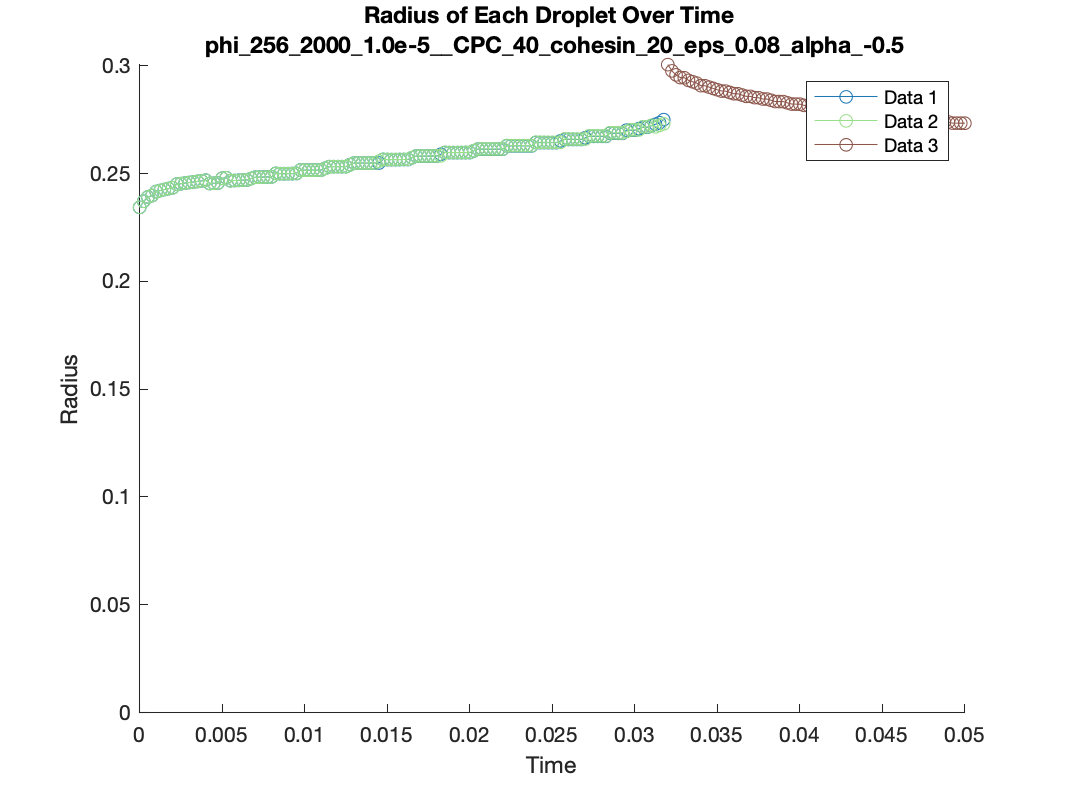 Radius of Each Droplet Over Time
phi_256_2000_1.0e-5__CPC_40_cohesin_20_eps_0.08_alpha_-0.5
0.3
0.25
0.2
0.15
0.1
0.05
0
Radius
Data 1
Data 2
Data 3
0 0.005 0.01 0.015 0.02 0.025 0.03 0.035 0.04 0.045 0.05
Time